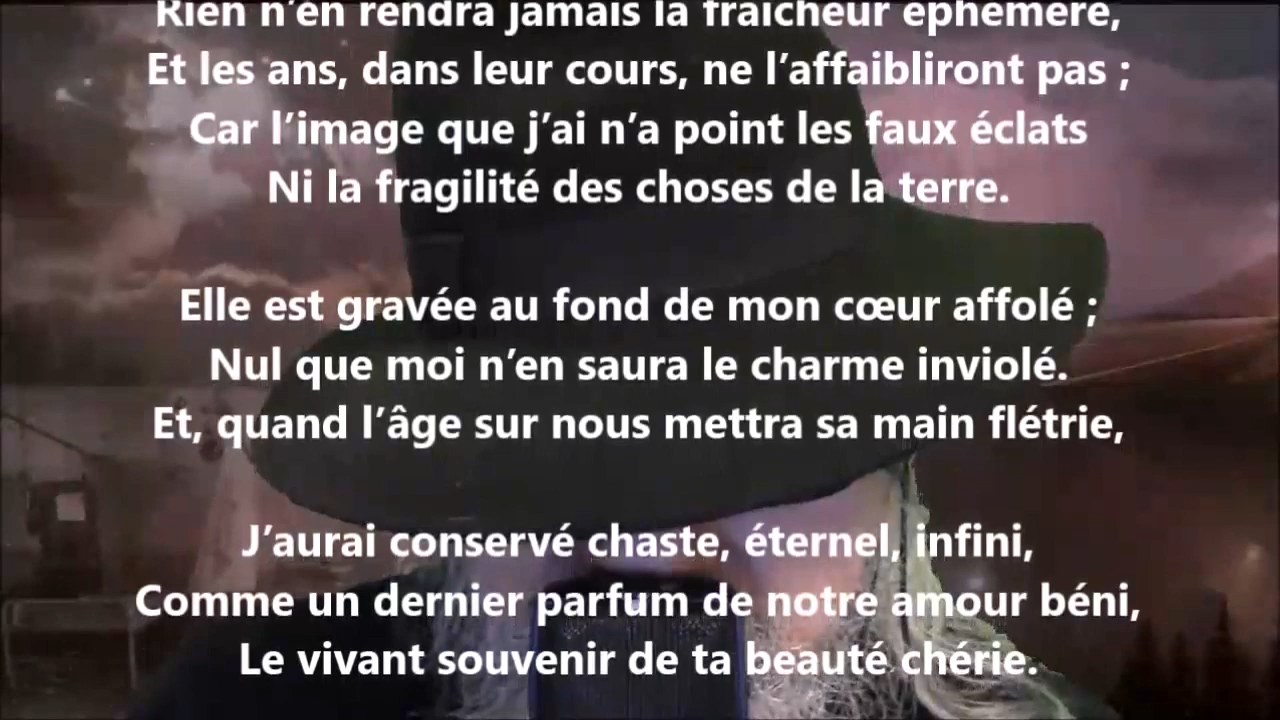 Rien n’en rendra jamais la fraîcheur éphémère,
Et les ans, dans leur cours, ne l’affaibliront pas ;
Car l’image que j’ai n’a point les faux éclats
Ni la fragilité des choses de la terre.
Elle est gravée au fond de mon cœur affolé ;
Nul que moi n’en saura le charme inviolé.
Et, quand l’âge sur nous mettra sa main flétrie,
J’aurai conservé chaste, éternel, infini,
Comme un dernier parfum de notre amour béni,
Le vivant souvenir de ta beauté chérie.